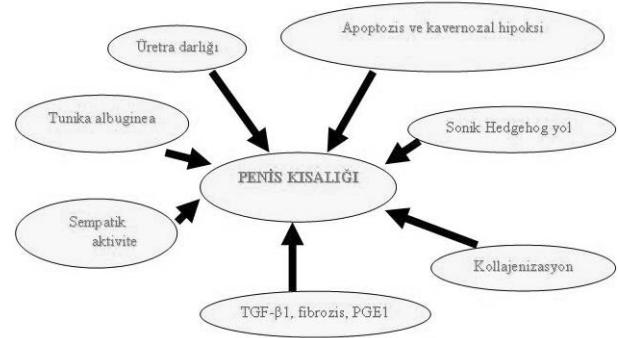 Apoptozis ve kavernozal hipoksi
Üretra darlığı
Tunika albuginea
Sonik Hedgehog yol
PENİS KISALIĞI
Sempatik
aktivite
Kollajenizasyon
TGF-β1, fibrozis, PGE1